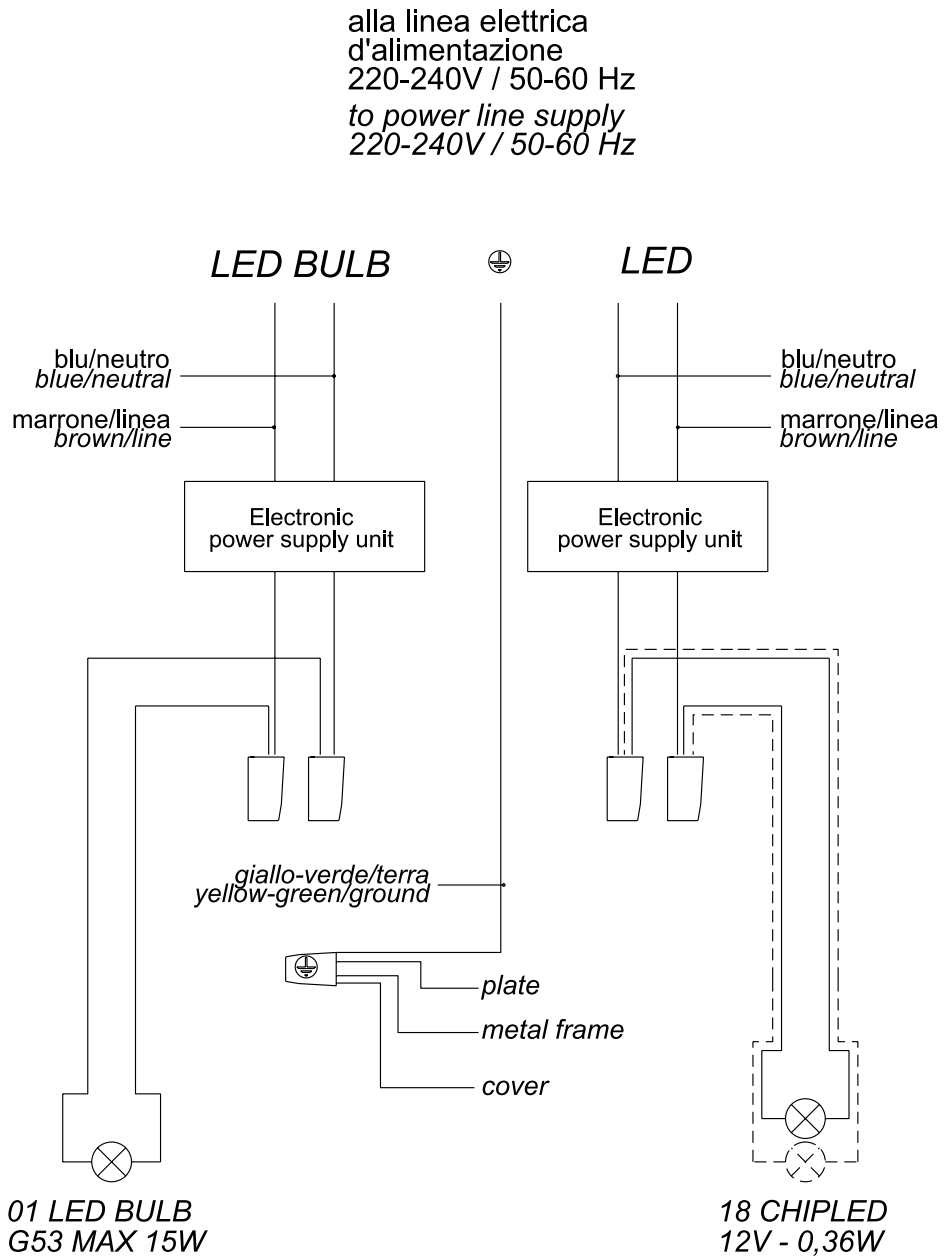 alla linea elettrica
d'alimentazione
220-240V / 50-60 Hz
to power line supply
220-240V / 50-60 Hz
LED BULB
LED
blu/neutro
blue/neutral
marrone/linea
brown/line
blu/neutro
blue/neutral
marrone/linea
brown/line
Electronic
power supply unit
Electronic
power supply unit
giallo-verde/terra
yellow-green/ground
plate
metal frame
cover
01 LED BULB
G53 MAX 15W
18 CHIPLED
12V - 0,36W